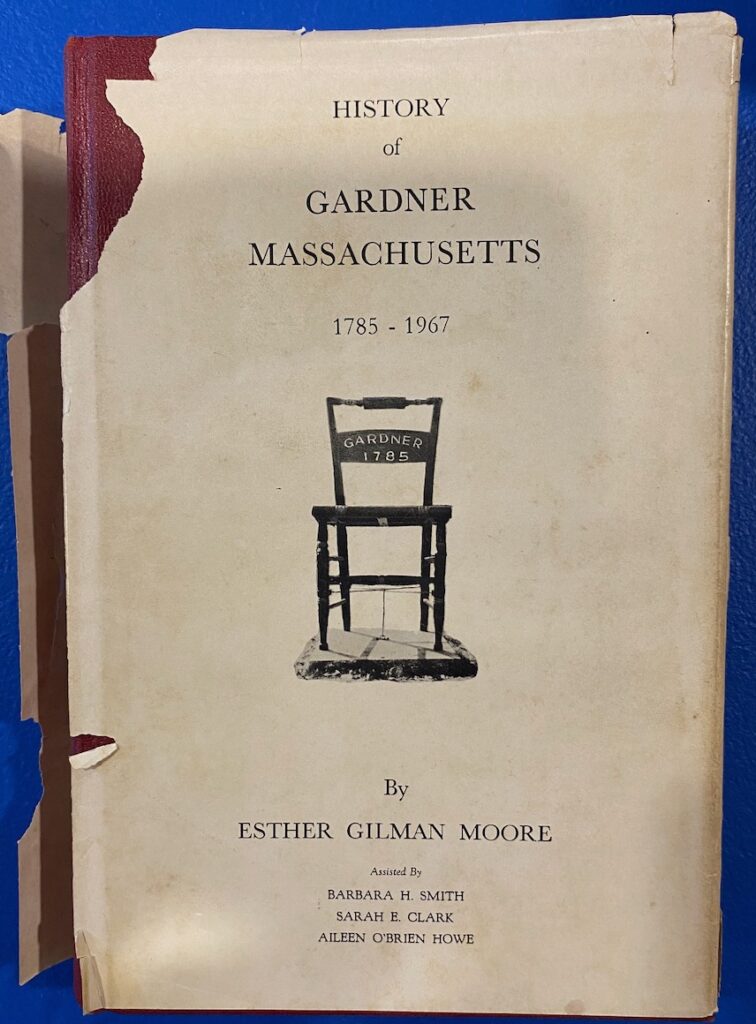 HISTORY
of
GARDNER
MASSACHUSETTS
1785 - 1967
GARDNER
1785
By
ESTHER GILMAN MOORE
Assisted By
BARBARA H. SMITH
SARAH E. CLARK
AILEEN O'BRIEN HOWE